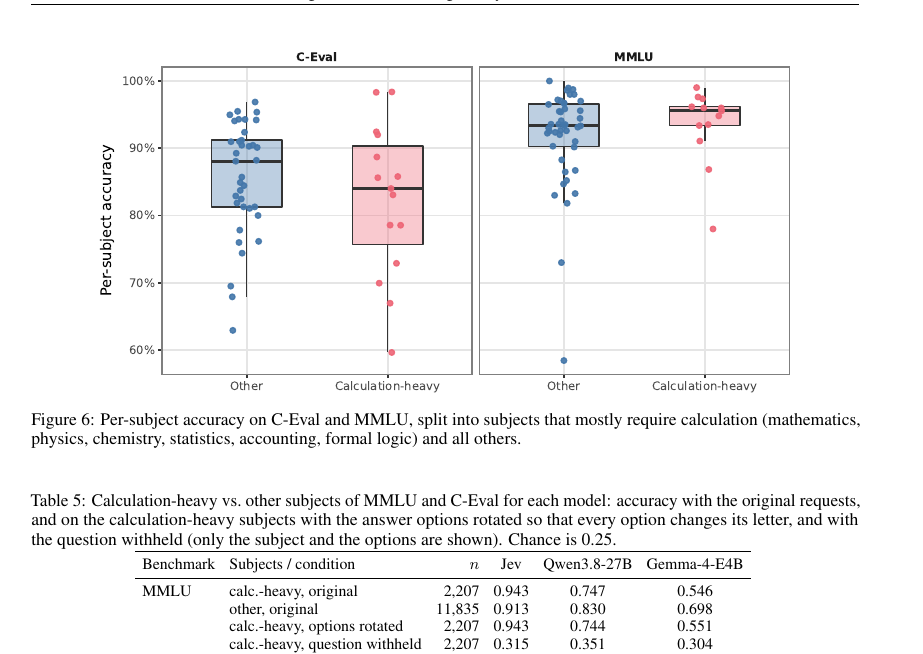 C-Eval
MMLU
Per-subject accuracy
100%
90%
80%
70%
60%
Other
Calculation-heavy
Other
Calculation-heavy
Figure 6: Per-subject accuracy on C-Eval and MMLU, split into subjects that mostly require calculation (mathematics,
physics, chemistry, statistics, accounting, formal logic) and all others.
Table 5: Calculation-heavy vs. other subjects of MMLU and C-Eval for each model: accuracy with the original requests,
and on the calculation-heavy subjects with the answer options rotated so that every option changes its letter, and with
the question withheld (only the subject and the options are shown). Chance is 0.25.
Benchmark Subjects / condition n Jev Qwen3.8-27B Gemma-4-E4B
MMLU calc.-heavy, original 2,207 0.943 0.747 0.546
other, original 11,835 0.913 0.830 0.698
calc.-heavy, options rotated 2,207 0.943 0.744 0.551
calc.-heavy, question withheld 2,207 0.315 0.351 0.304